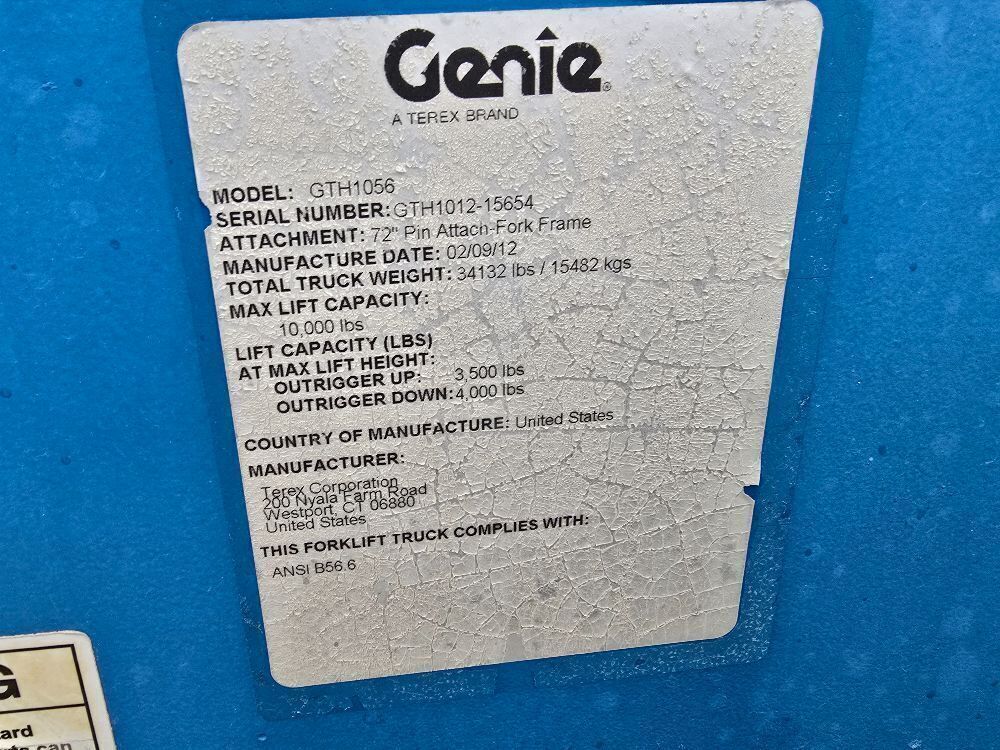 Genie®
A TEREX BRAND
MODEL: GTH1056
SERIAL NUMBER: GTH1012-15654
ATTACHMENT: 72" Pin Attach-Fork Frame
MANUFACTURE DATE: 02/09/12
TOTAL TRUCK WEIGHT: 34132 lbs / 15482 kgs
MAX LIFT CAPACITY:
10,000 lbs
LIFT CAPACITY (LBS)
AT MAX LIFT HEIGHT:
OUTRIGGER UP: 3,500 lbs
OUTRIGGER DOWN: 4,000 lbs
COUNTRY OF MANUFACTURE: United States
MANUFACTURER:
Terex Corporation
200 Nyala Farm Road
Westport, CT 06880
United States
THIS FORKLIFT TRUCK COMPLIES WITH:
ANSI B56.6
G
ard
can